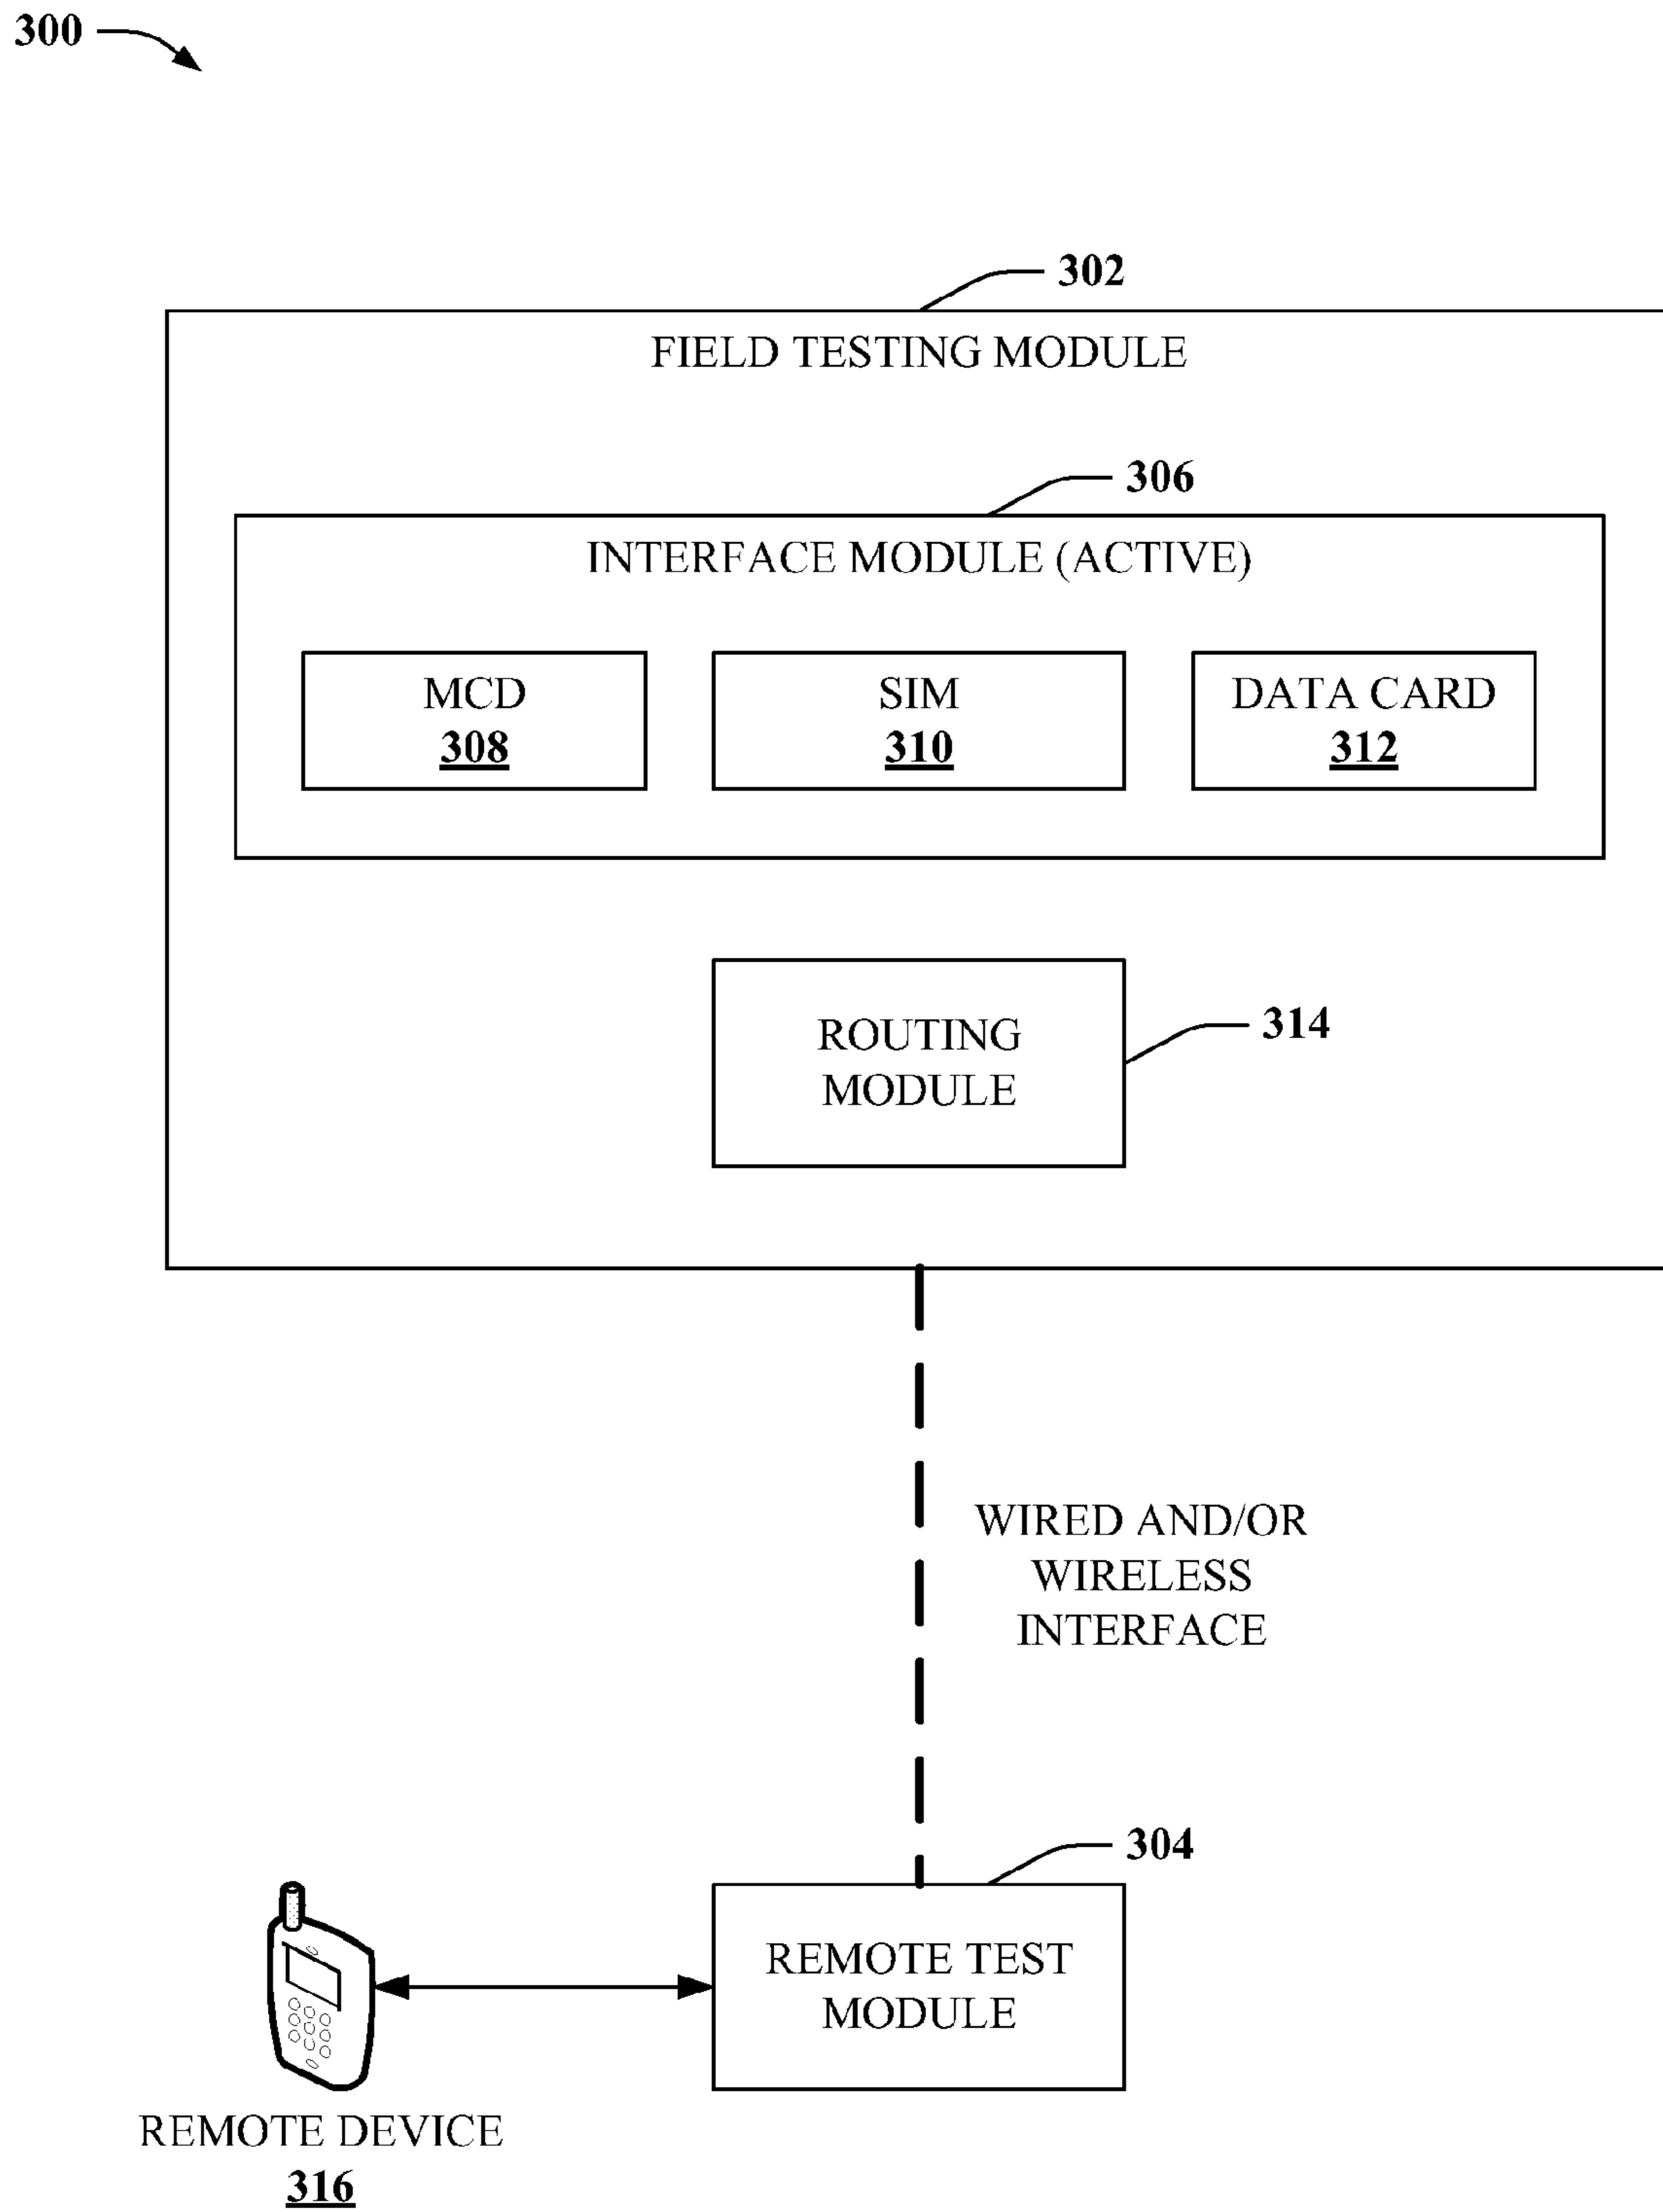 300
302
FIELD TESTING MODULE
306
INTERFACE MODULE (ACTIVE)
MCD
308
SIM
310
DATA CARD
312
ROUTING
MODULE
314
WIRED AND/OR
WIRELESS
INTERFACE
304
REMOTE TEST
MODULE
REMOTE DEVICE
316